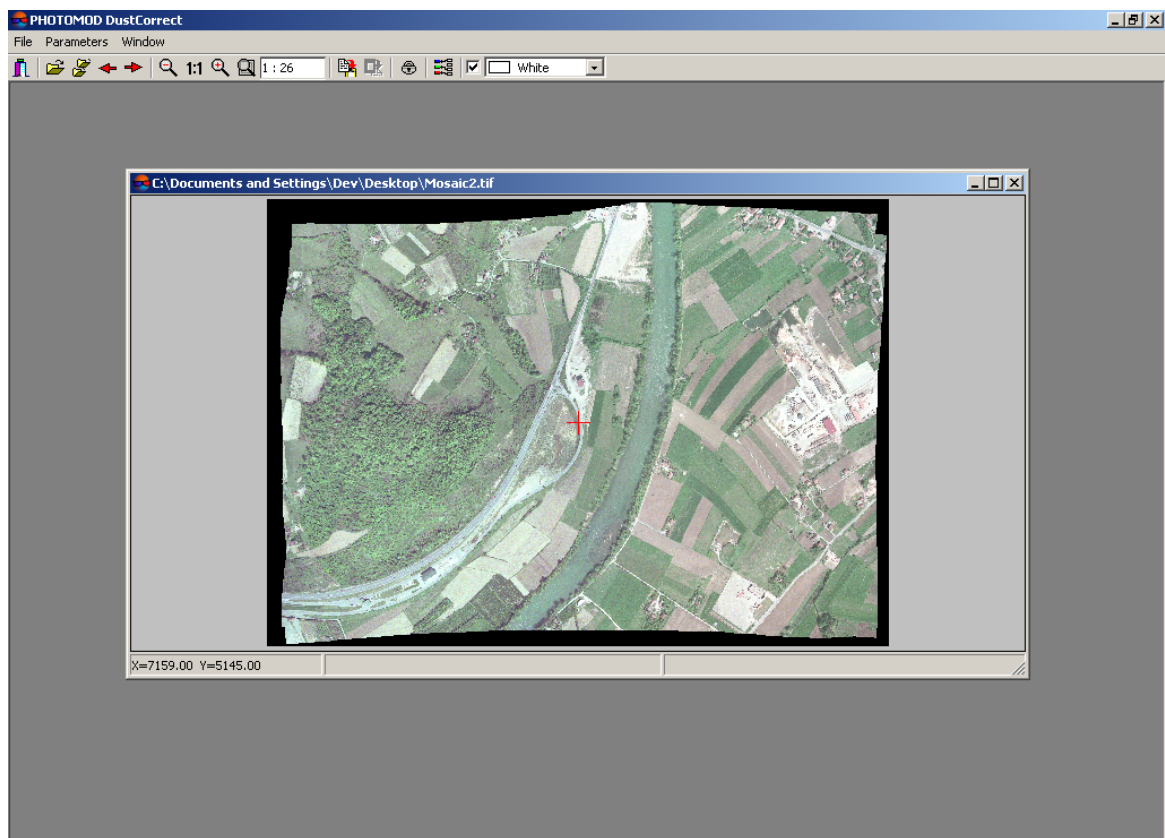 PHOTOMOD DustCorrect
File Parameters Window
1:1 1 : 26 White
C:\Documents and Settings\Dev\Desktop\Mosaic2.tif
X=7159.00 Y=5145.00